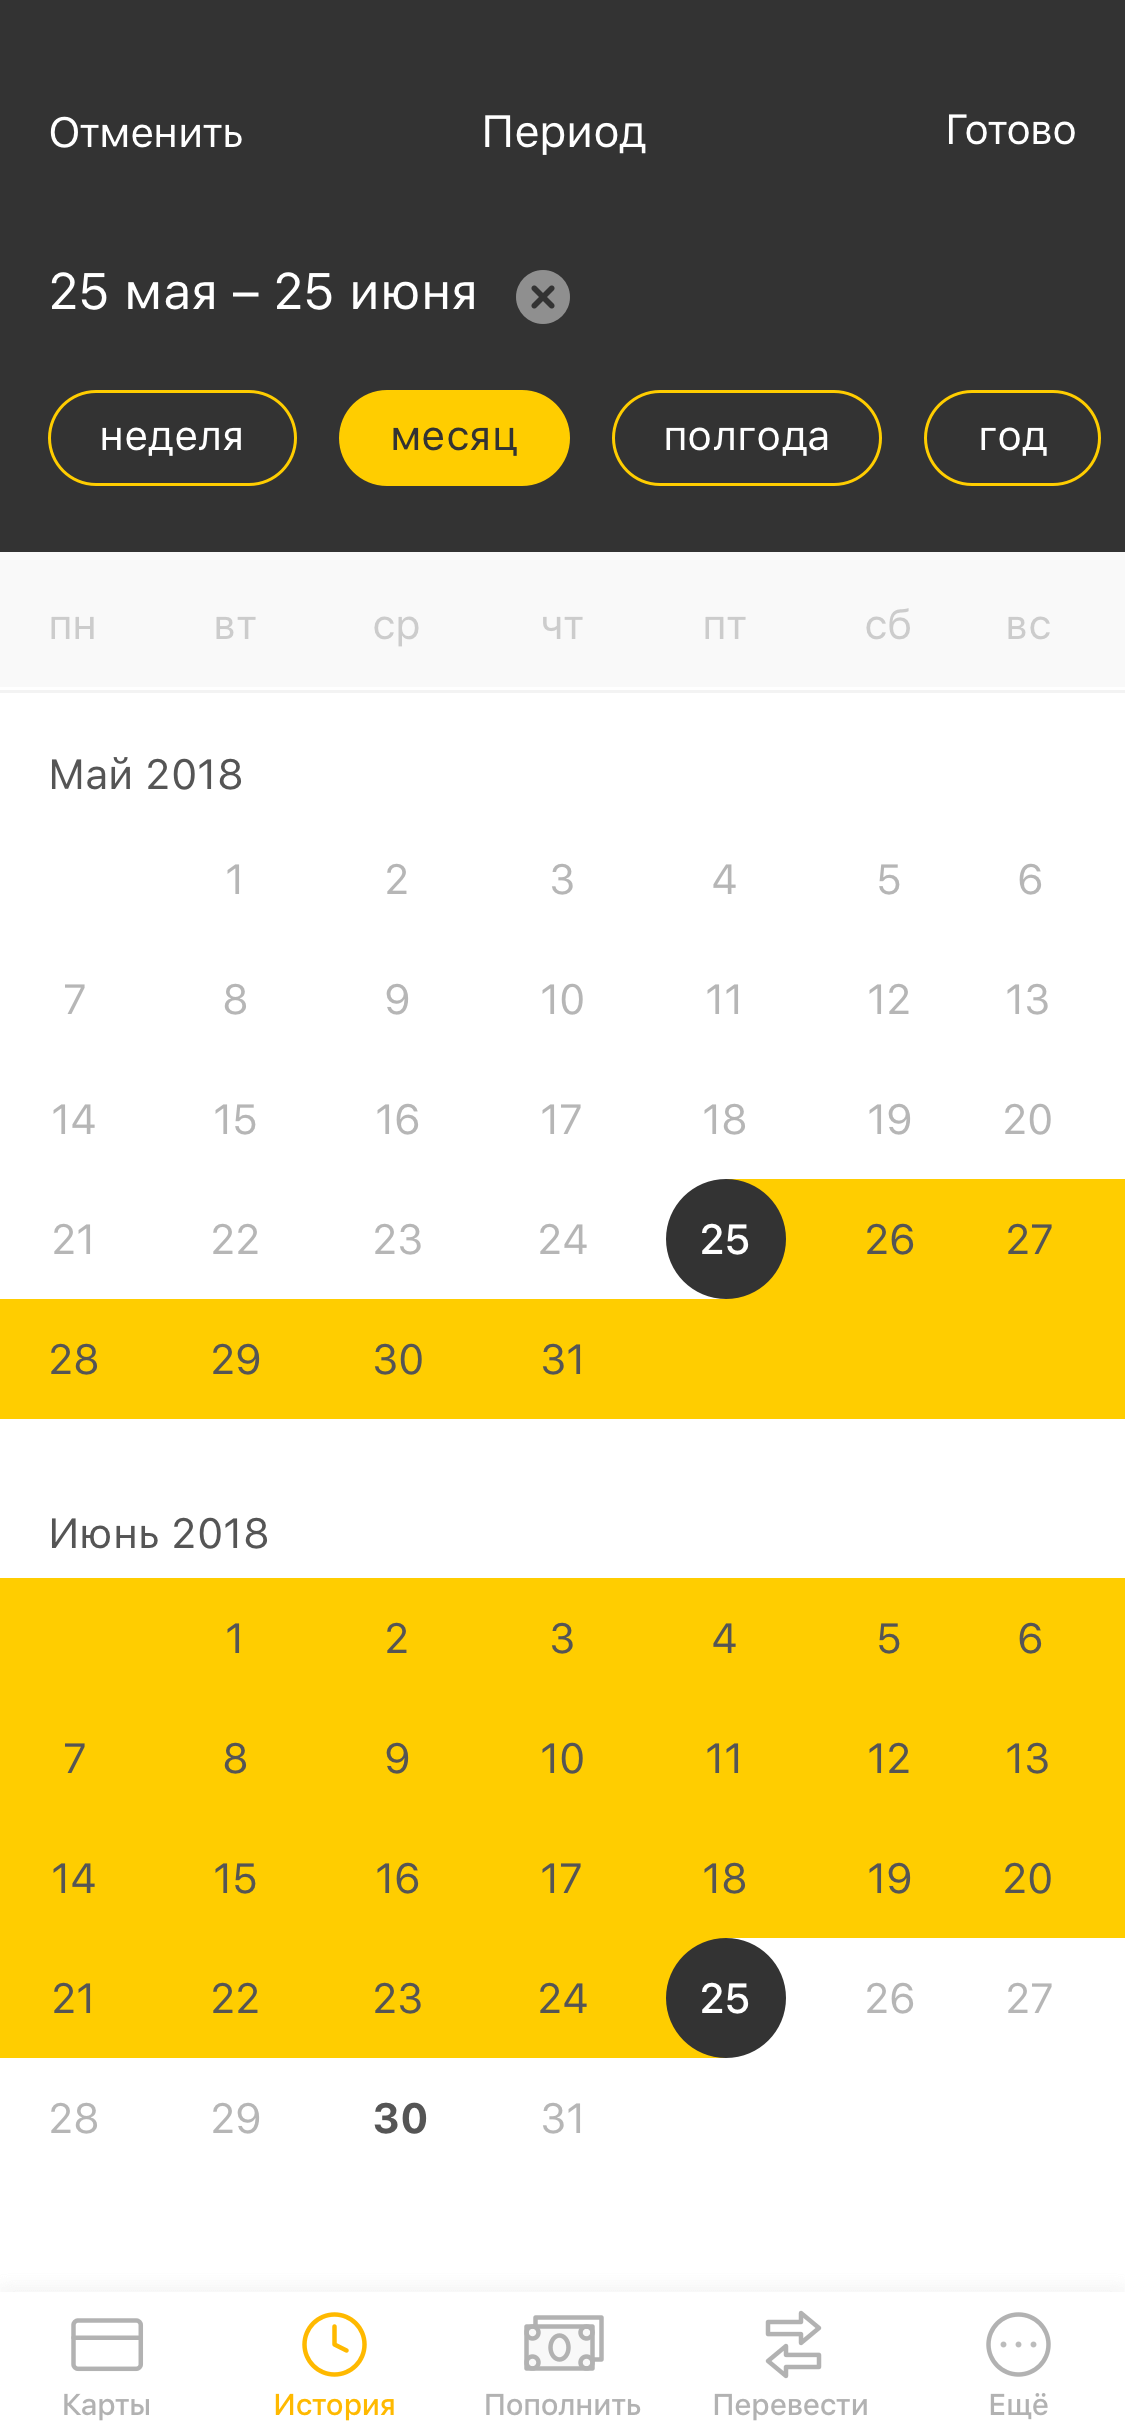 Отменить Период Готово
25 мая – 25 июня
неделя месяц полгода год
пн вт ср чт пт сб вс
Май 2018
1 2 3 4 5 6
7 8 9 10 11 12 13
14 15 16 17 18 19 20
21 22 23 24 25 26 27
28 29 30 31
Июнь 2018
1 2 3 4 5 6
7 8 9 10 11 12 13
14 15 16 17 18 19 20
21 22 23 24 25 26 27
28 29 30 31
Карты История Пополнить Перевести Ещё